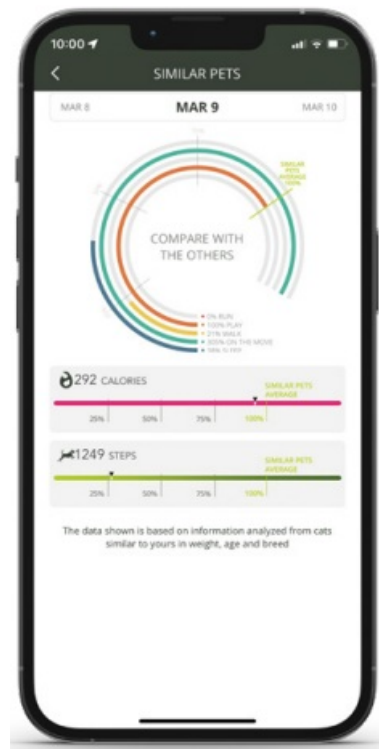 10:00
SIMILAR PETS
MAR 8
MAR 9
MAR 10
SIMILAR
PETS
AVERAGE
100%
COMPARE WITH
THE OTHERS
0% RUN
100% PLAY
21% WALK
300% ON THE MOVE
292 CALORIES
SIMILAR PETS
AVERAGE
25%
50%
75%
100%
1249 STEPS
SIMILAR PETS
AVERAGE
25%
50%
75%
100%
The data shown is based on information analyzed from cats
similar to yours in weight, age and breed